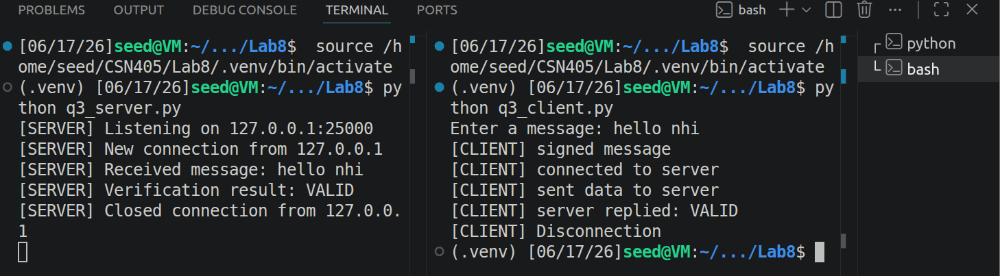 PROBLEMS OUTPUT DEBUG CONSOLE TERMINAL PORTS bash
[06/17/26]seed@VM:~/.../Lab8$  source /h
ome/seed/CSN405/Lab8/.venv/bin/activate
(.venv) [06/17/26]seed@VM:~/.../Lab8$ py
thon q3_server.py
[SERVER] Listening on 127.0.0.1:25000
[SERVER] New connection from 127.0.0.1
[SERVER] Received message: hello nhi
[SERVER] Verification result: VALID
[SERVER] Closed connection from 127.0.0.
1
[06/17/26]seed@VM:~/.../Lab8$  source /h
ome/seed/CSN405/Lab8/.venv/bin/activate
(.venv) [06/17/26]seed@VM:~/.../Lab8$ py
thon q3_client.py
Enter a message: hello nhi
[CLIENT] signed message
[CLIENT] connected to server
[CLIENT] sent data to server
[CLIENT] server replied: VALID
[CLIENT] Disconnection
(.venv) [06/17/26]seed@VM:~/.../Lab8$
python
bash